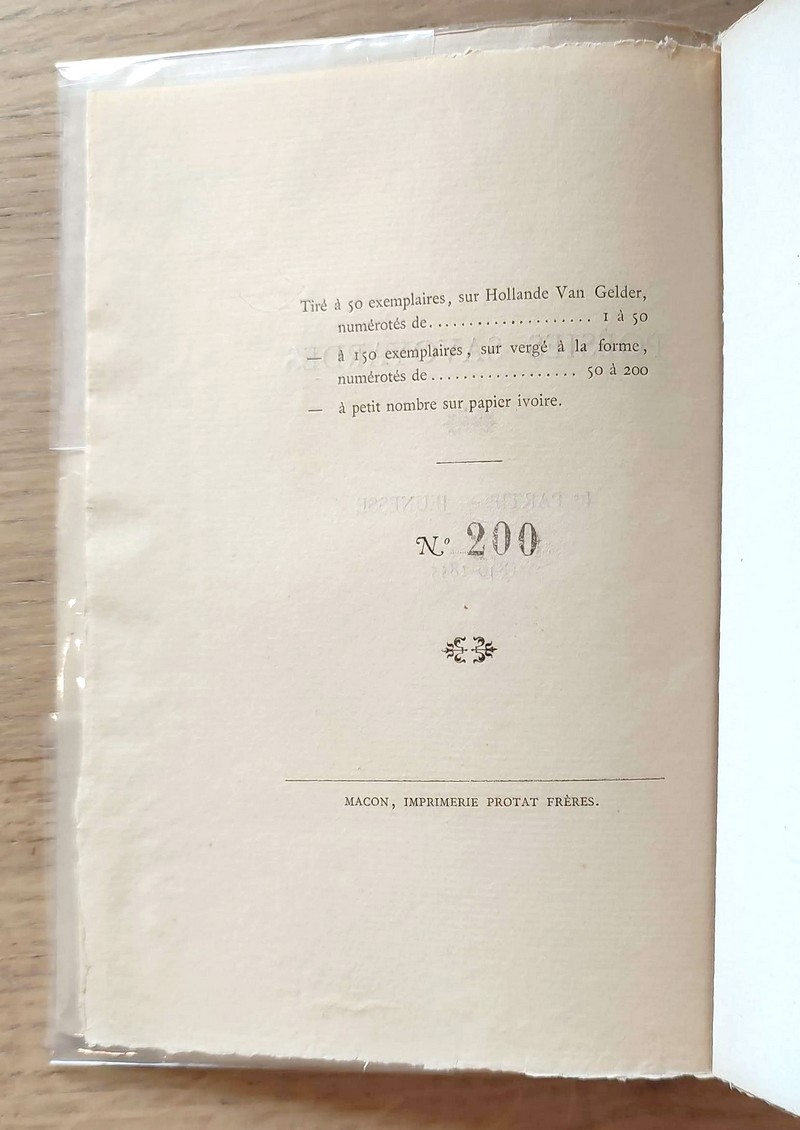 Tiré à 50 exemplaires, sur Hollande Van Gelder,
numérotés de.................... 1 à 50
— à 150 exemplaires, sur vergé à la forme,
numérotés de.................. 50 à 200
— à petit nombre sur papier ivoire.
Nº 200
MACON, IMPRIMERIE PROTAT FRÈRES.